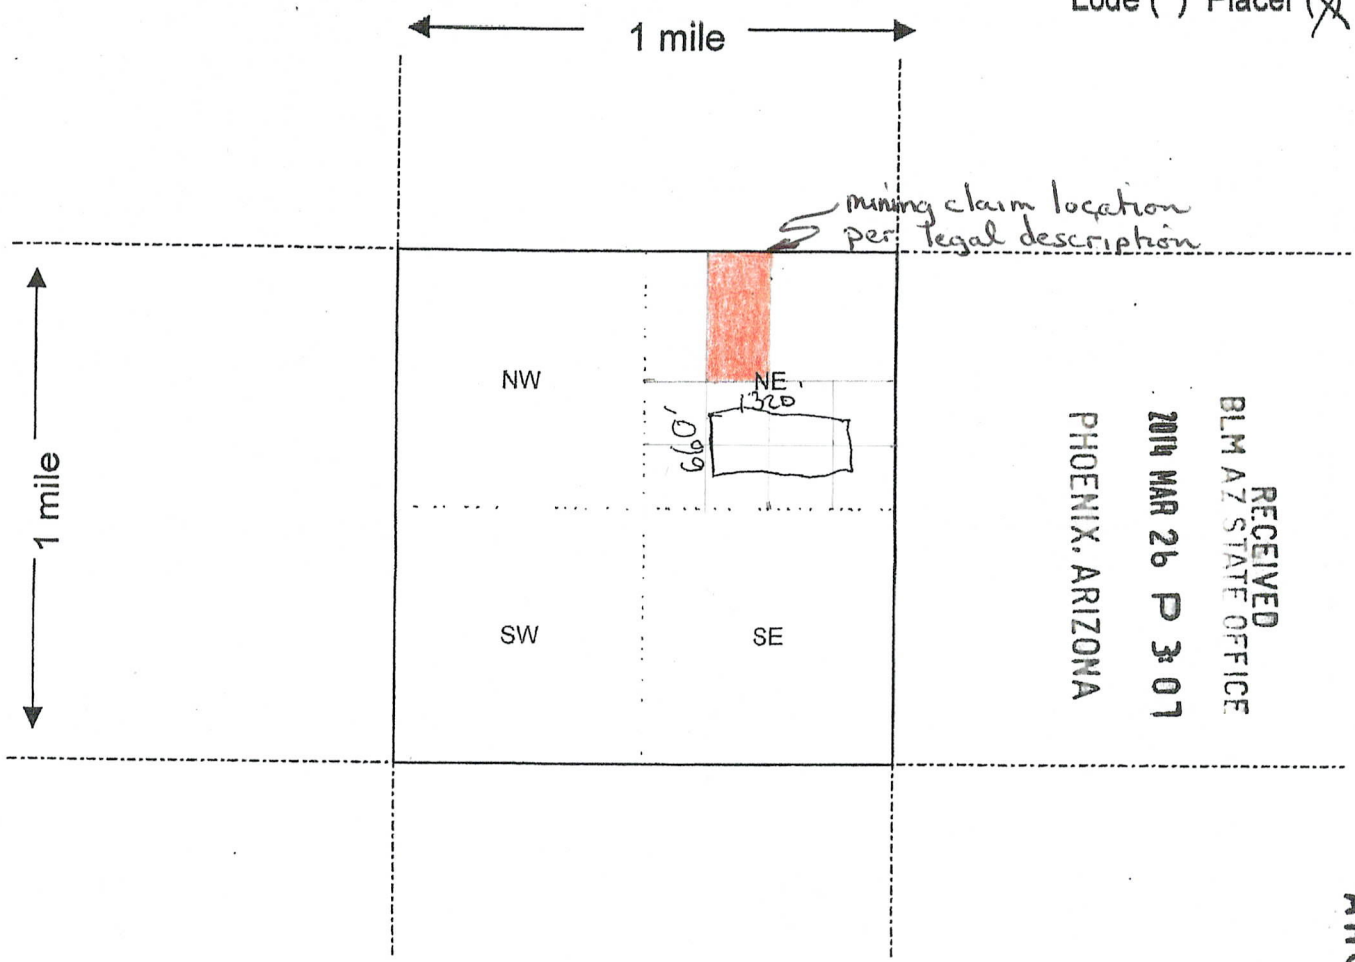 Lode ( ) Placer (X)
1 mile
mining claim location
per legal description
NW
NE
1320
660'
1 mile
SW
SE
RECEIVED
BLM AZ STATE OFFICE
2014 MAR 26 P 3:07
PHOENIX, ARIZONA